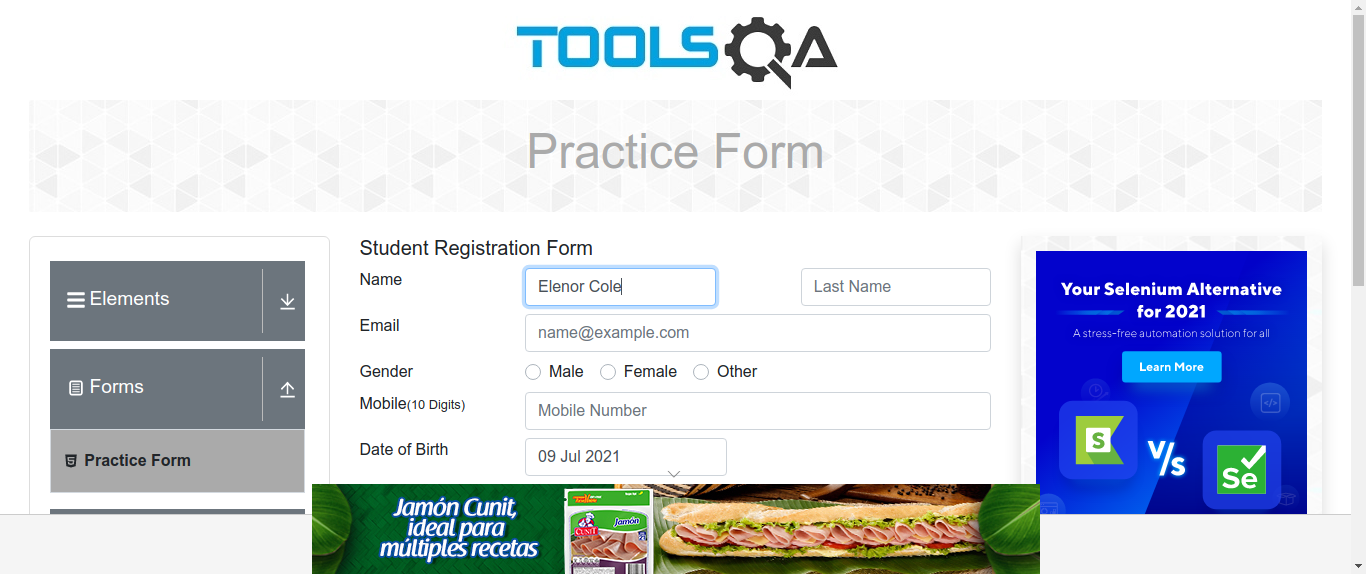 TOOLSQA
Practice Form
Elements
Forms
Practice Form
Student Registration Form
Name
Elenor Cole
Last Name
Email
name@example.com
Gender
Male
Female
Other
Mobile(10 Digits)
Mobile Number
Date of Birth
09 Jul 2021
Your Selenium Alternative
for 2021
A stress-free automation solution for all
Learn More
S
V/s
Se
Jamón Cunit,
ideal para
múltiples recetas
CUNIT
Jamón